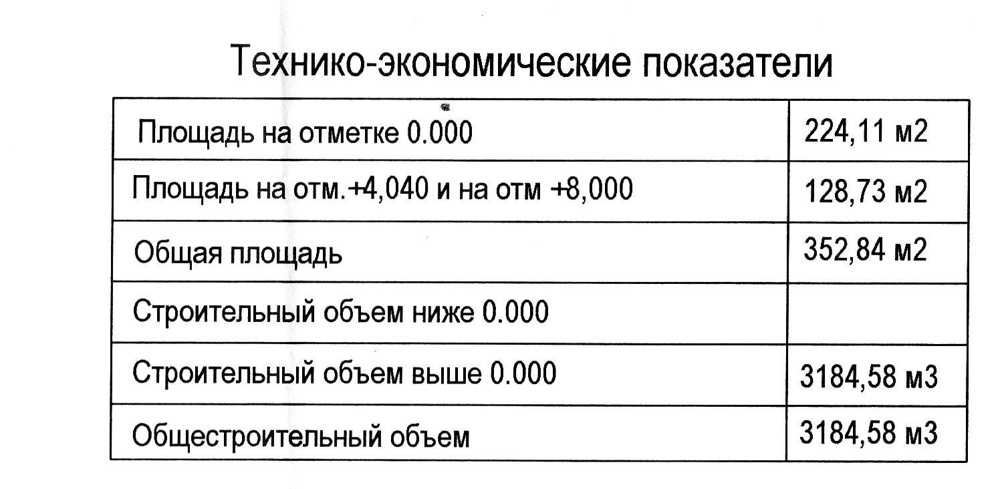 Технико-экономические показатели
Площадь на отметке 0.000 224,11 м2
Площадь на отм.+4,040 и на отм +8,000 128,73 м2
Общая площадь 352,84 м2
Строительный объем ниже 0.000
Строительный объем выше 0.000 3184,58 м3
Общестроительный объем 3184,58 м3